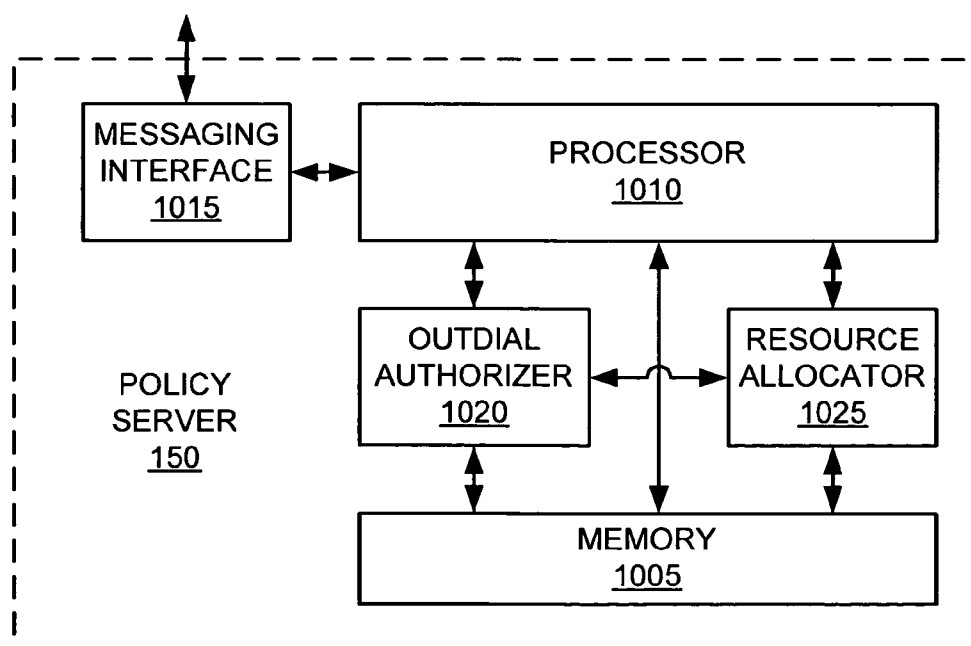 MESSAGING
INTERFACE
1015
PROCESSOR
1010
OUTDIAL
AUTHORIZER
1020
RESOURCE
ALLOCATOR
1025
POLICY
SERVER
150
MEMORY
1005